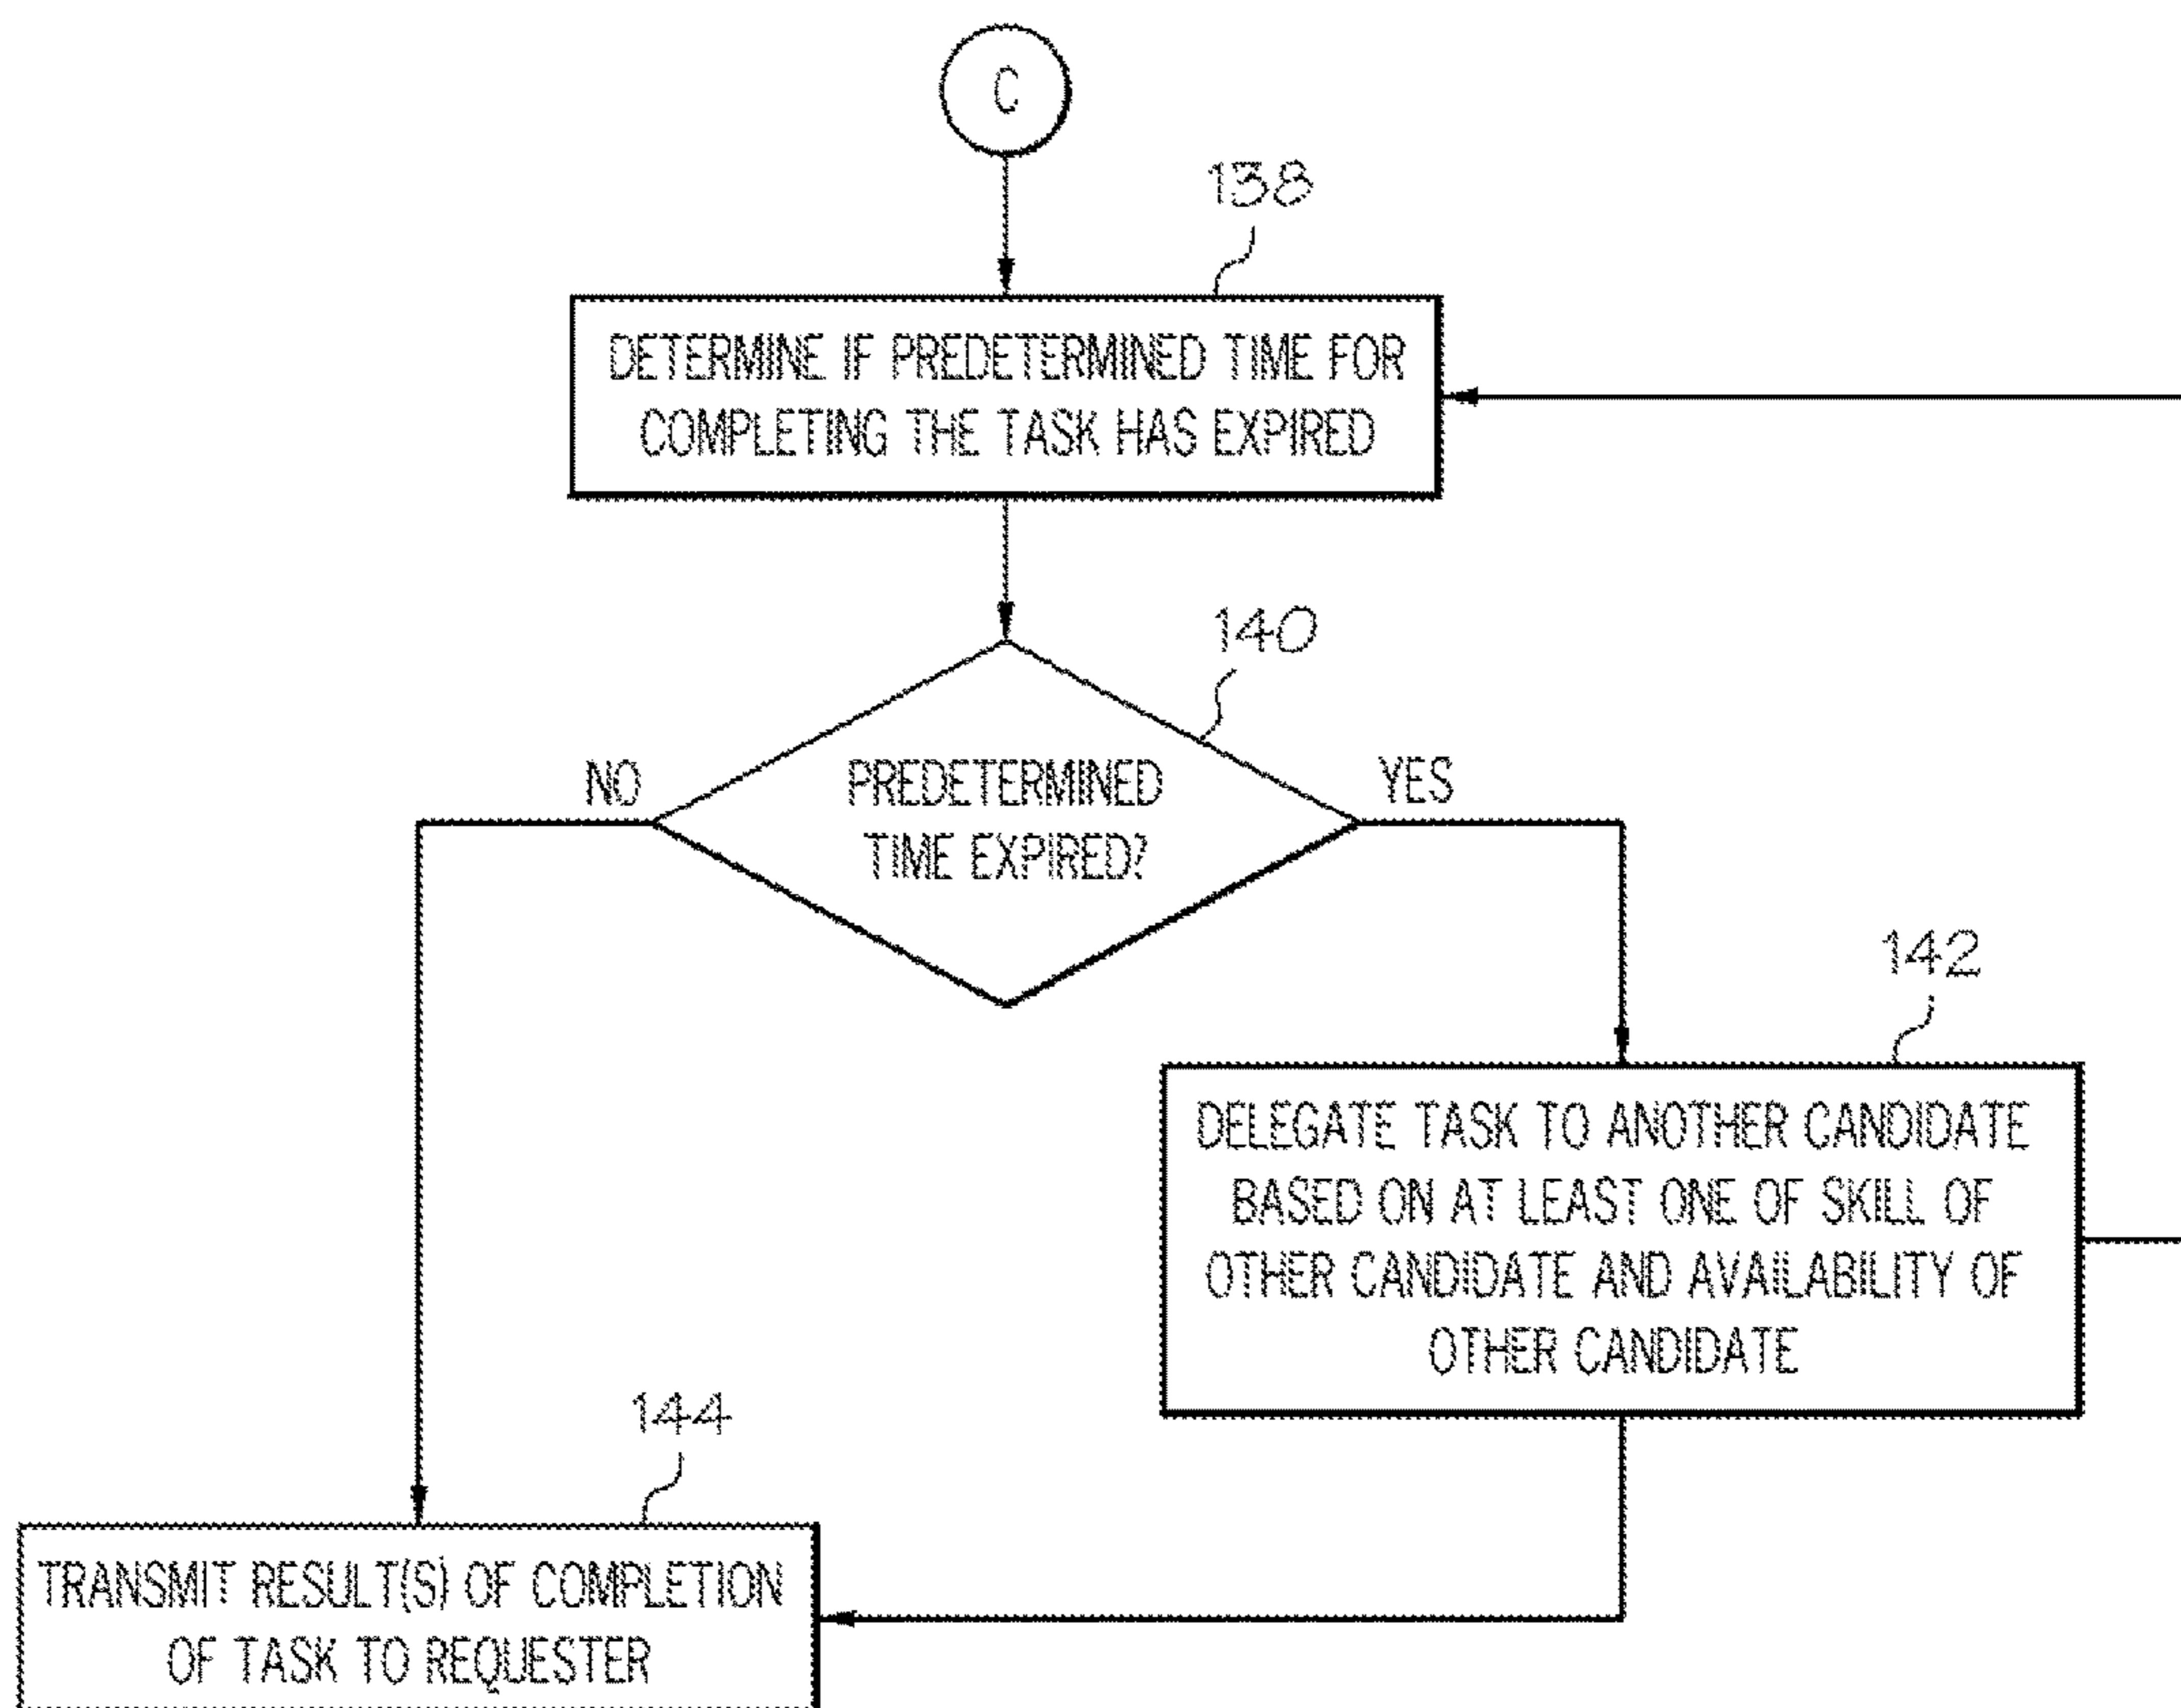 C
138
DETERMINE IF PREDETERMINED TIME FOR
COMPLETING THE TASK HAS EXPIRED
140
NO
PREDETERMINED
TIME EXPIRED?
YES
142
DELEGATE TASK TO ANOTHER CANDIDATE
BASED ON AT LEAST ONE OF SKILL OF
OTHER CANDIDATE AND AVAILABILITY OF
OTHER CANDIDATE
144
TRANSMIT RESULT(S) OF COMPLETION
OF TASK TO REQUESTER